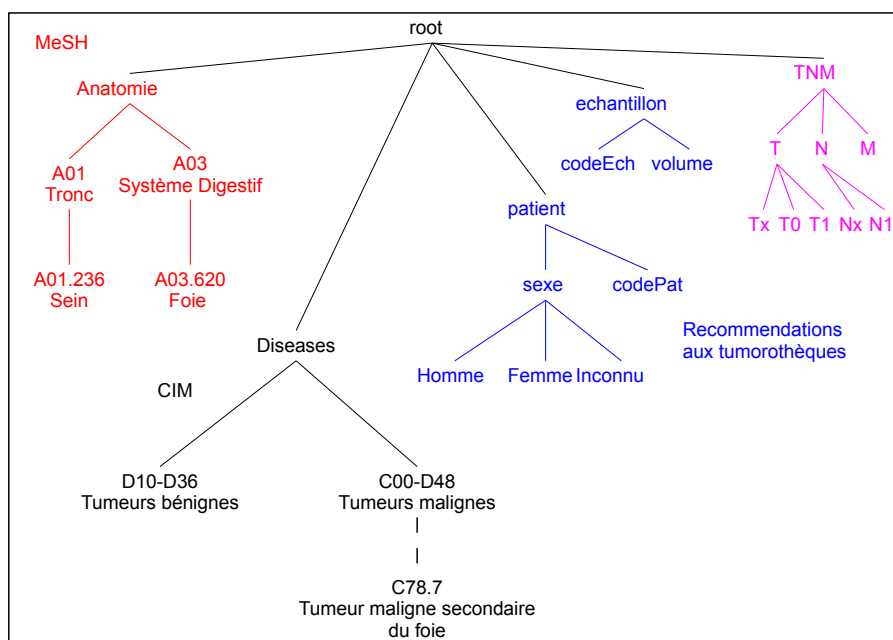 root
MeSH
TNM
Anatomie
echantillon
T N M
A01
Tronc
A03
Système Digestif
codeEch volume
patient
Tx T0 T1 Nx N1
A01.236
Sein
A03.620
Foie
sexe codePat
Recommendations
aux tumorothèques
Diseases
Homme Femme Inconnu
CIM
D10-D36
Tumeurs bénignes
C00-D48
Tumeurs malignes
C78.7
Tumeur maligne secondaire
du foie